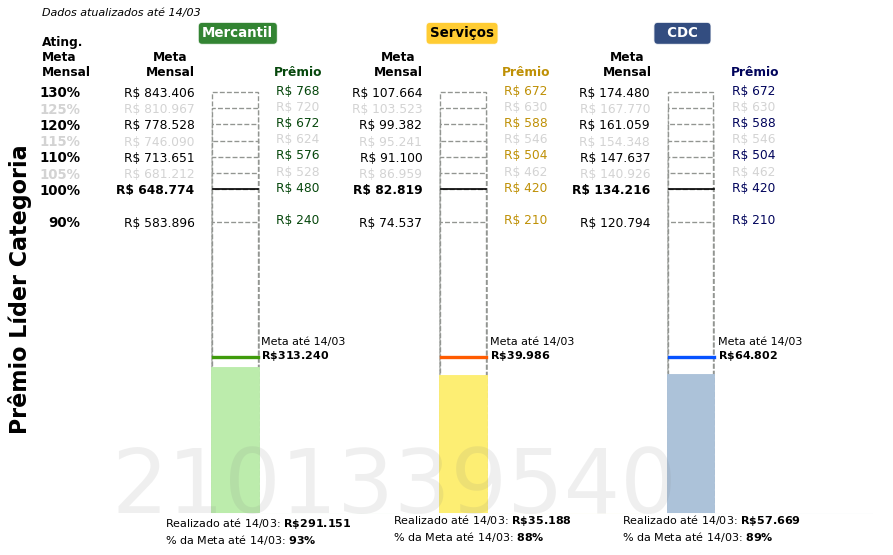 Dados atualizados até 14/03
Mercantil Serviços CDC
Ating.
Meta
Mensal
Meta
Mensal Prêmio Meta
Mensal Prêmio Meta
Mensal Prêmio
130% R$ 843.406 R$ 768 R$ 107.664 R$ 672 R$ 174.480 R$ 672
125% R$ 810.967 R$ 720 R$ 103.523 R$ 630 R$ 167.770 R$ 630
120% R$ 778.528 R$ 672 R$ 99.382 R$ 588 R$ 161.059 R$ 588
115% R$ 746.090 R$ 624 R$ 95.241 R$ 546 R$ 154.348 R$ 546
110% R$ 713.651 R$ 576 R$ 91.100 R$ 504 R$ 147.637 R$ 504
105% R$ 681.212 R$ 528 R$ 86.959 R$ 462 R$ 140.926 R$ 462
100% R$ 648.774 R$ 480 R$ 82.819 R$ 420 R$ 134.216 R$ 420
90% R$ 583.896 R$ 240 R$ 74.537 R$ 210 R$ 120.794 R$ 210
Prêmio Líder Categoria
Meta até 14/03 Meta até 14/03 Meta até 14/03
R$313.240 R$39.986 R$64.802
2101339540
Realizado até 14/03: R$291.151 Realizado até 14/03: R$35.188 Realizado até 14/03: R$57.669
% da Meta até 14/03: 93% % da Meta até 14/03: 88% % da Meta até 14/03: 89%